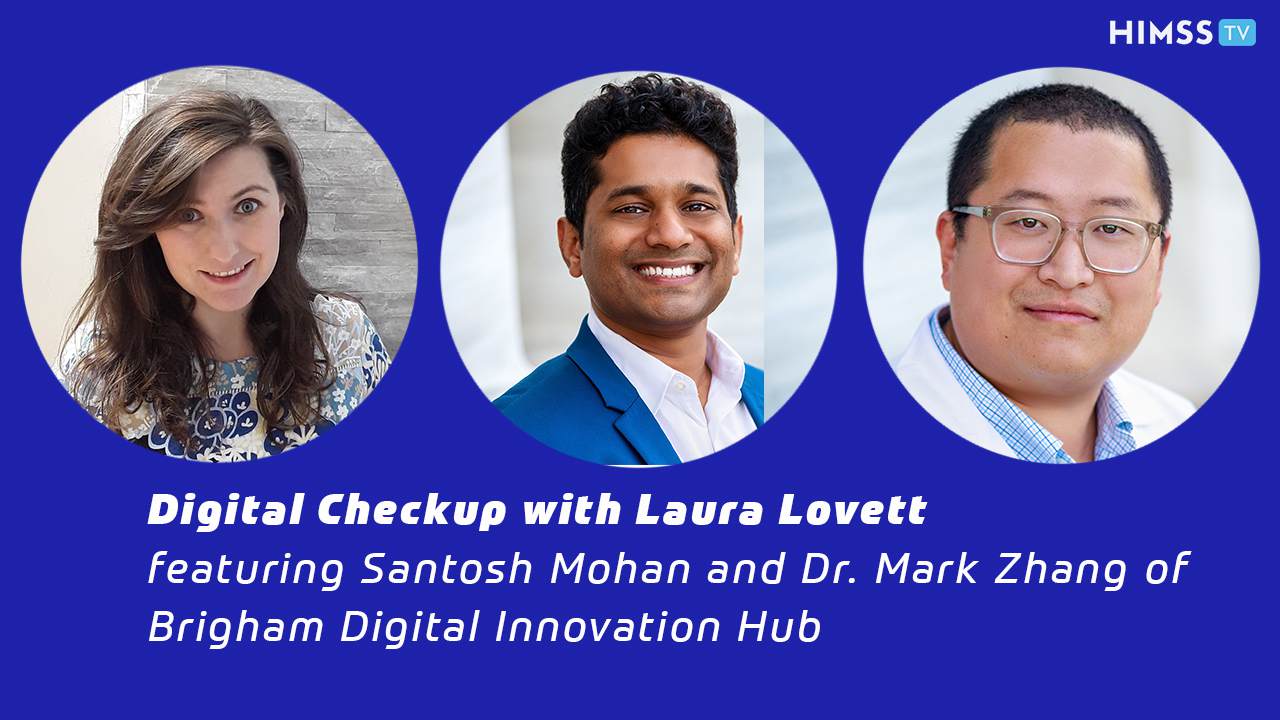 HIMSS TV
Digital Checkup with Laura Lovett
featuring Santosh Mohan and Dr. Mark Zhang of
Brigham Digital Innovation Hub